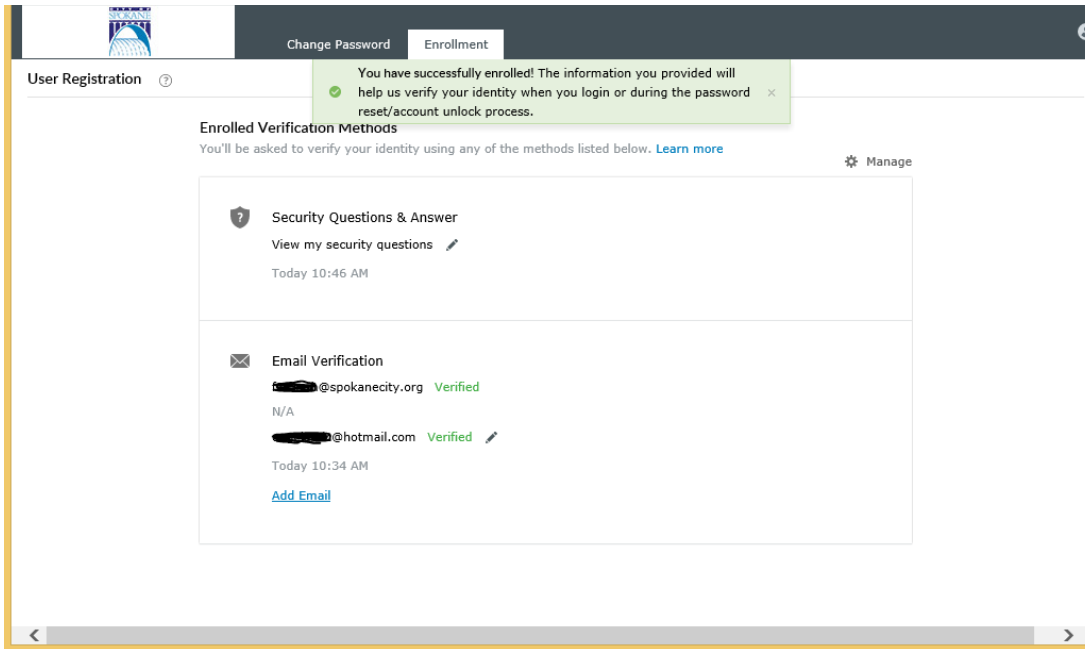 CITY OF
SPOKANE
Change Password
Enrollment
User Registration ?
You have successfully enrolled! The information you provided will
help us verify your identity when you login or during the password
reset/account unlock process.
Enrolled Verification Methods
You'll be asked to verify your identity using any of the methods listed below. Learn more
Manage
Security Questions & Answer
View my security questions
Today 10:46 AM
Email Verification
@spokanecity.org Verified
N/A
@hotmail.com Verified
Today 10:34 AM
Add Email